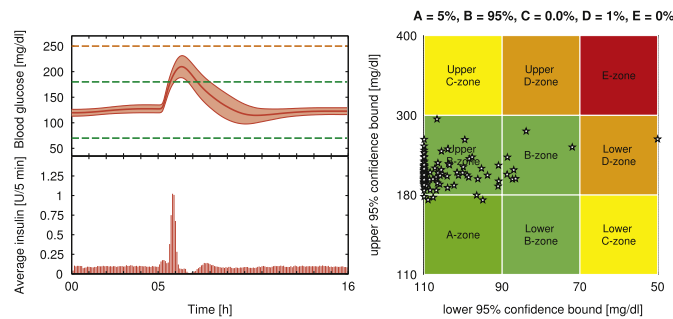 A = 5%, B = 95%, C = 0.0%, D = 1%, E = 0%
Blood glucose [mg/dl]
250
200
150
100
50
Average insulin [U/5 min]
1.25
1
0.75
0.5
0.25
0
00
05
16
Time [h]
upper 95% confidence bound [mg/dl]
400
300
180
110
Upper
C-zone
Upper
D-zone
E-zone
Upper
B-zone
B-zone
Lower
D-zone
A-zone
Lower
B-zone
Lower
C-zone
110
90
70
50
lower 95% confidence bound [mg/dl]